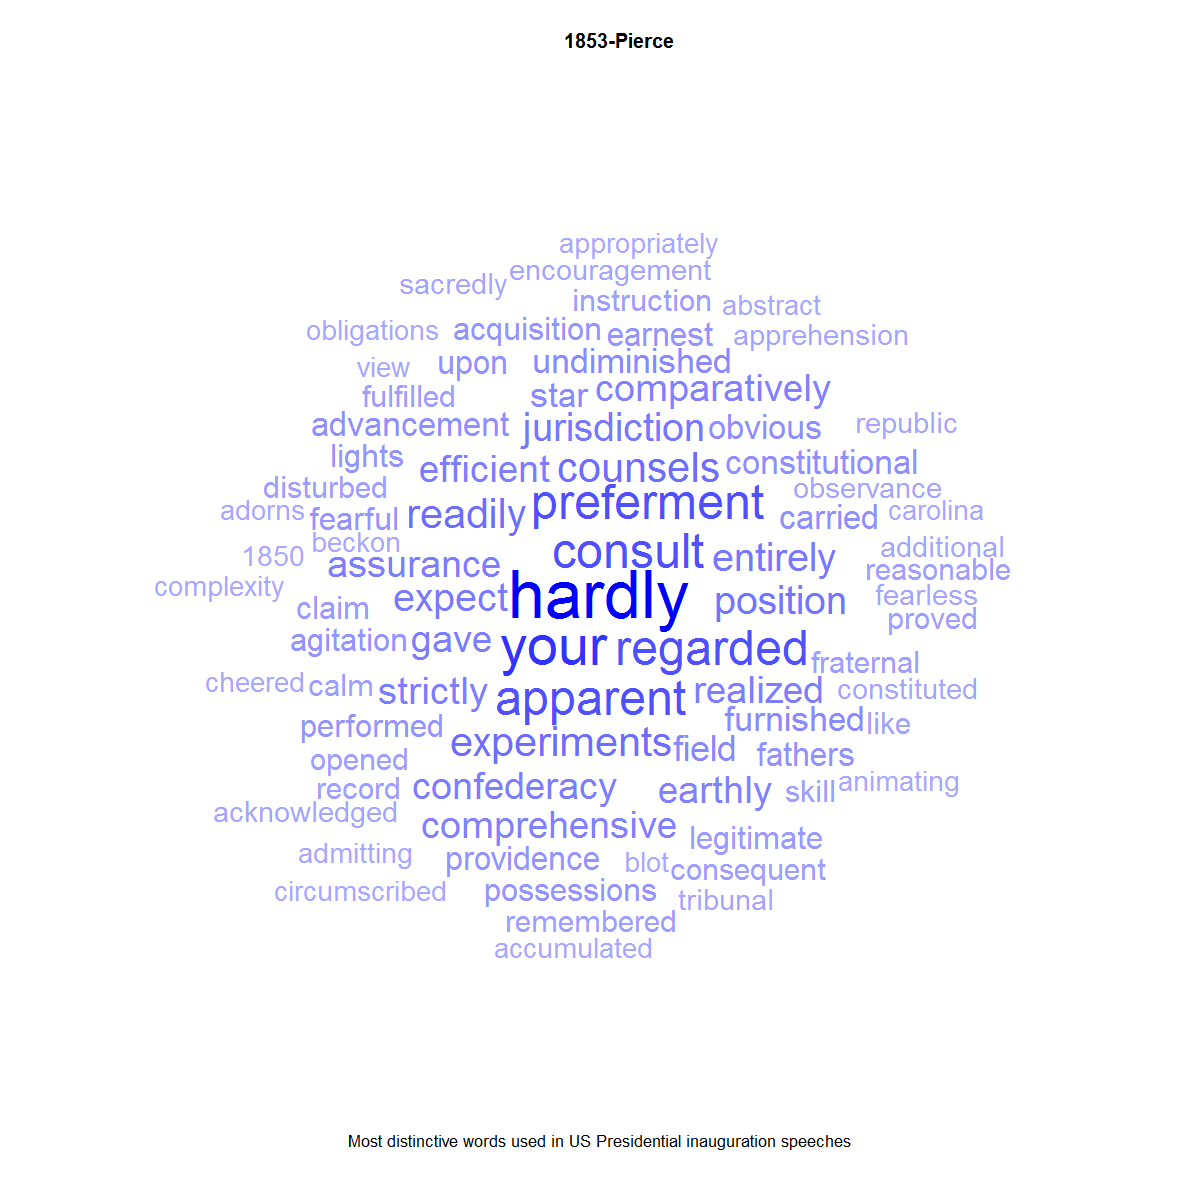 1853-Pierce
appropriately
encouragement
sacredly
instruction abstract
obligations acquisition earnest apprehension
view upon undiminished
fulfilled star comparatively
advancement jurisdiction obvious republic
lights efficient counsels constitutional
disturbed preferment observance
adorns fearful readily carried carolina
1850 beckon consult entirely additional
complexity assurance reasonable
claim expect hardly position fearless
proved
agitation gave your regarded fraternal
cheered calm strictly apparent realized constituted
performed furnished like
opened experiments field fathers
record confederacy earthly skill animating
acknowledged comprehensive legitimate
admitting providence blot consequent
circumscribed possessions tribunal
remembered
accumulated
Most distinctive words used in US Presidential inauguration speeches